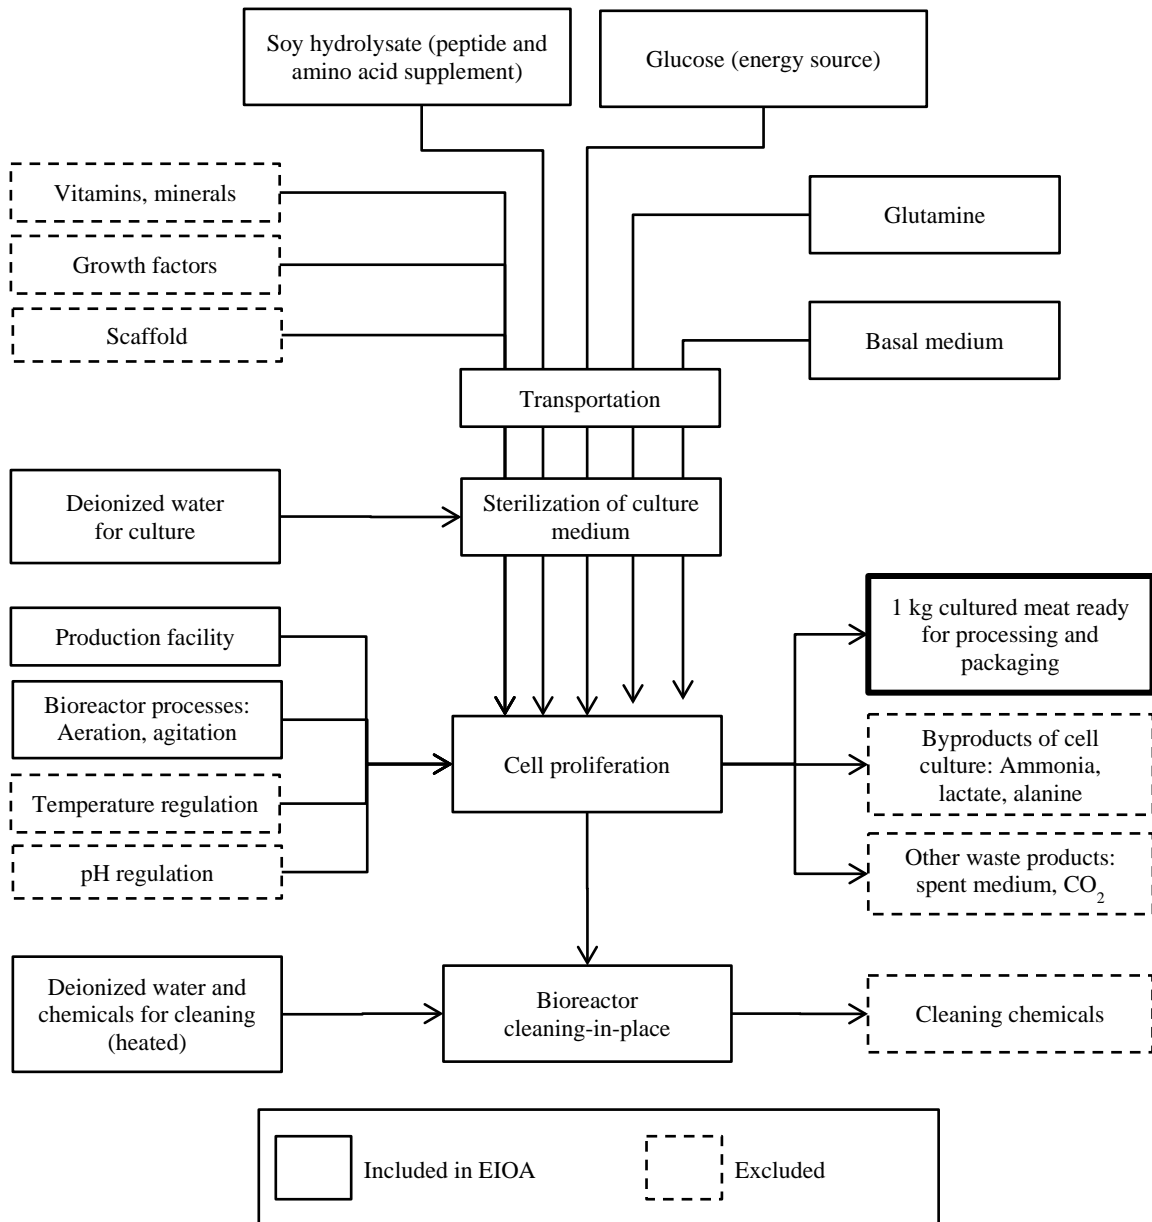 Soy hydrolysate (peptide and
amino acid supplement)
Glucose (energy source)
Vitamins, minerals
Glutamine
Growth factors
Scaffold
Basal medium
Transportation
Deionized water
for culture
Sterilization of culture
medium
1 kg cultured meat ready
for processing and
packaging
Production facility
Bioreactor processes:
Aeration, agitation
Cell proliferation
Byproducts of cell
culture: Ammonia,
lactate, alanine
Temperature regulation
pH regulation
Other waste products:
spent medium, CO2
Deionized water and
chemicals for cleaning
(heated)
Bioreactor
cleaning-in-place
Cleaning chemicals
Included in EIOA
Excluded